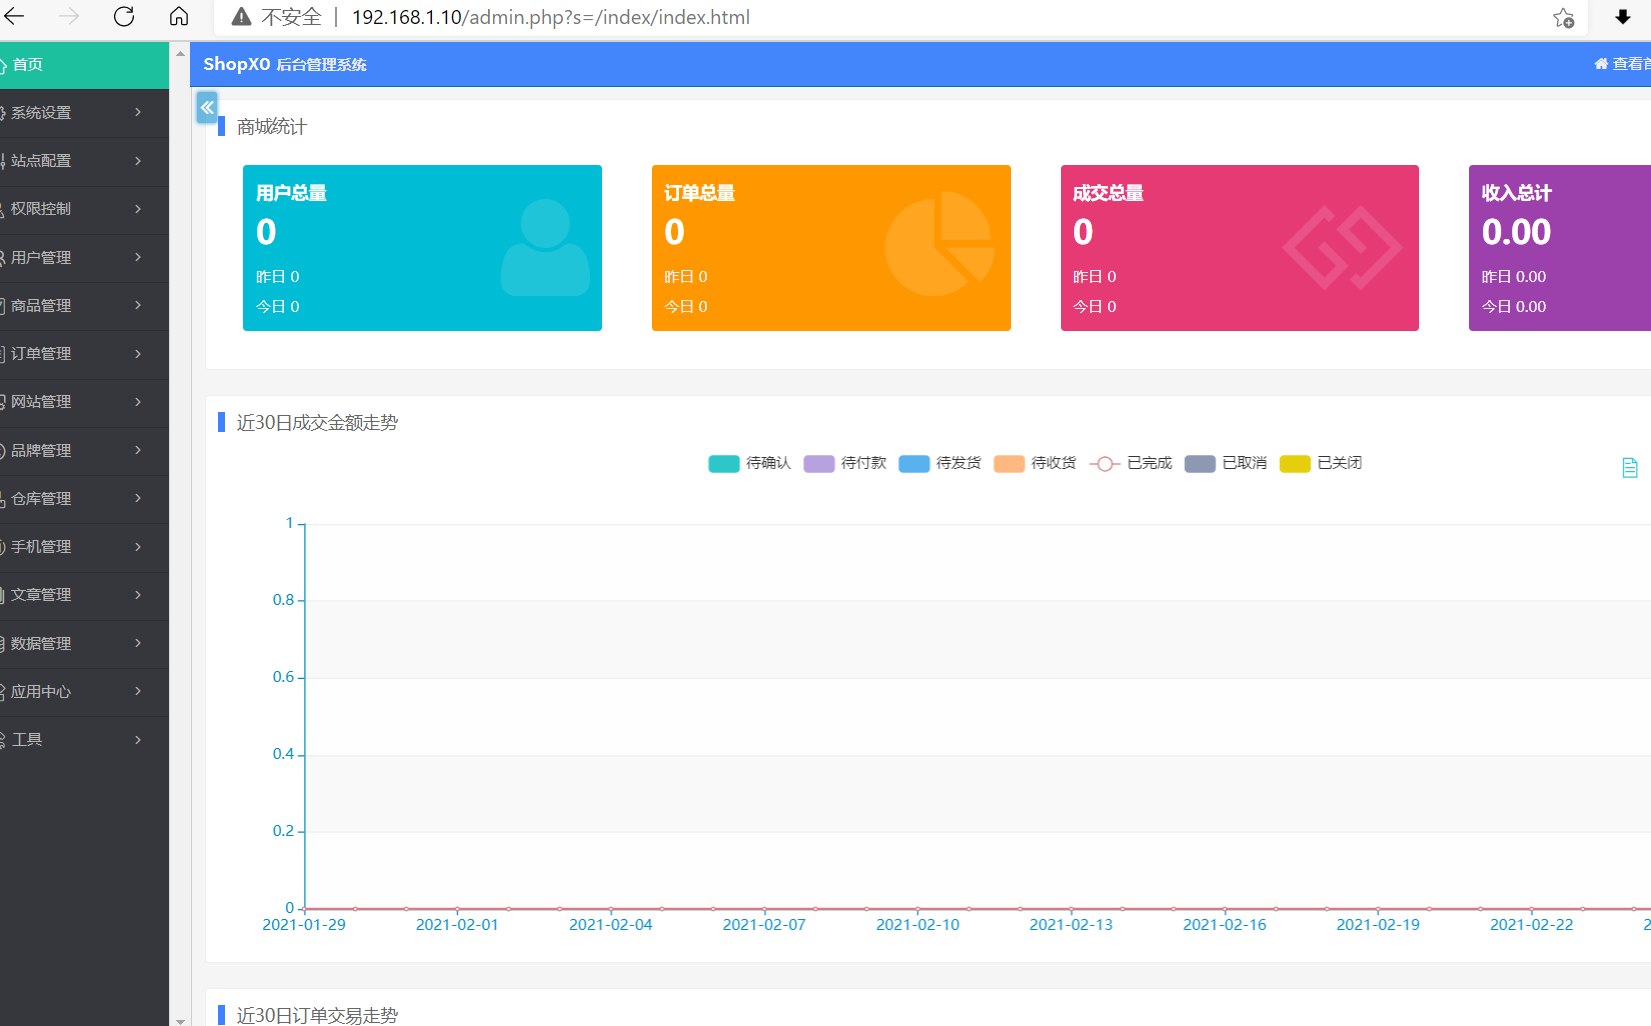 不安全 | 192.168.1.10/admin.php?s=/index/index.html
首页
系统设置
站点配置
权限控制
用户管理
商品管理
订单管理
网站管理
品牌管理
仓库管理
手机管理
文章管理
数据管理
应用中心
工具
ShopXO 后台管理系统
查看首
商城统计
用户总量
0
昨日 0
今日 0
订单总量
0
昨日 0
今日 0
成交总量
0
昨日 0
今日 0
收入总计
0.00
昨日 0.00
今日 0.00
近30日成交金额走势
待确认 待付款 待发货 待收货 已完成 已取消 已关闭
1
0.8
0.6
0.4
0.2
0
2021-01-29 2021-02-01 2021-02-04 2021-02-07 2021-02-10 2021-02-13 2021-02-16 2021-02-19 2021-02-22 2
近30日订单交易走势